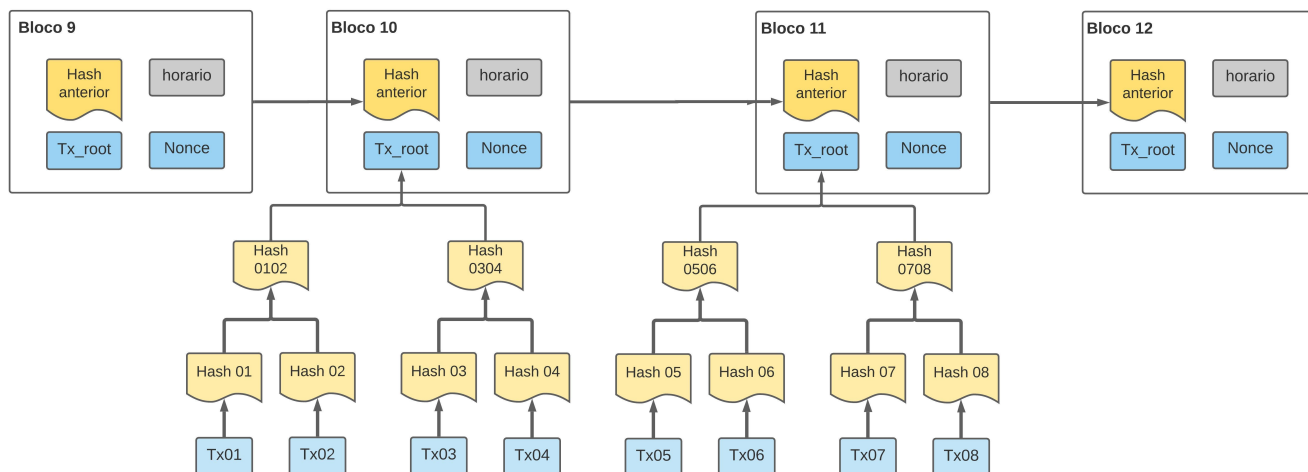 Bloco 9
Bloco 10
Bloco 11
Bloco 12
Hash
anterior
horario
Hash
anterior
horario
Hash
anterior
horario
Hash
anterior
horario
Tx_root
Nonce
Tx_root
Nonce
Tx_root
Nonce
Tx_root
Nonce
Hash
0102
Hash
0304
Hash
0506
Hash
0708
Hash 01
Hash 02
Hash 03
Hash 04
Hash 05
Hash 06
Hash 07
Hash 08
Tx01
Tx02
Tx03
Tx04
Tx05
Tx06
Tx07
Tx08